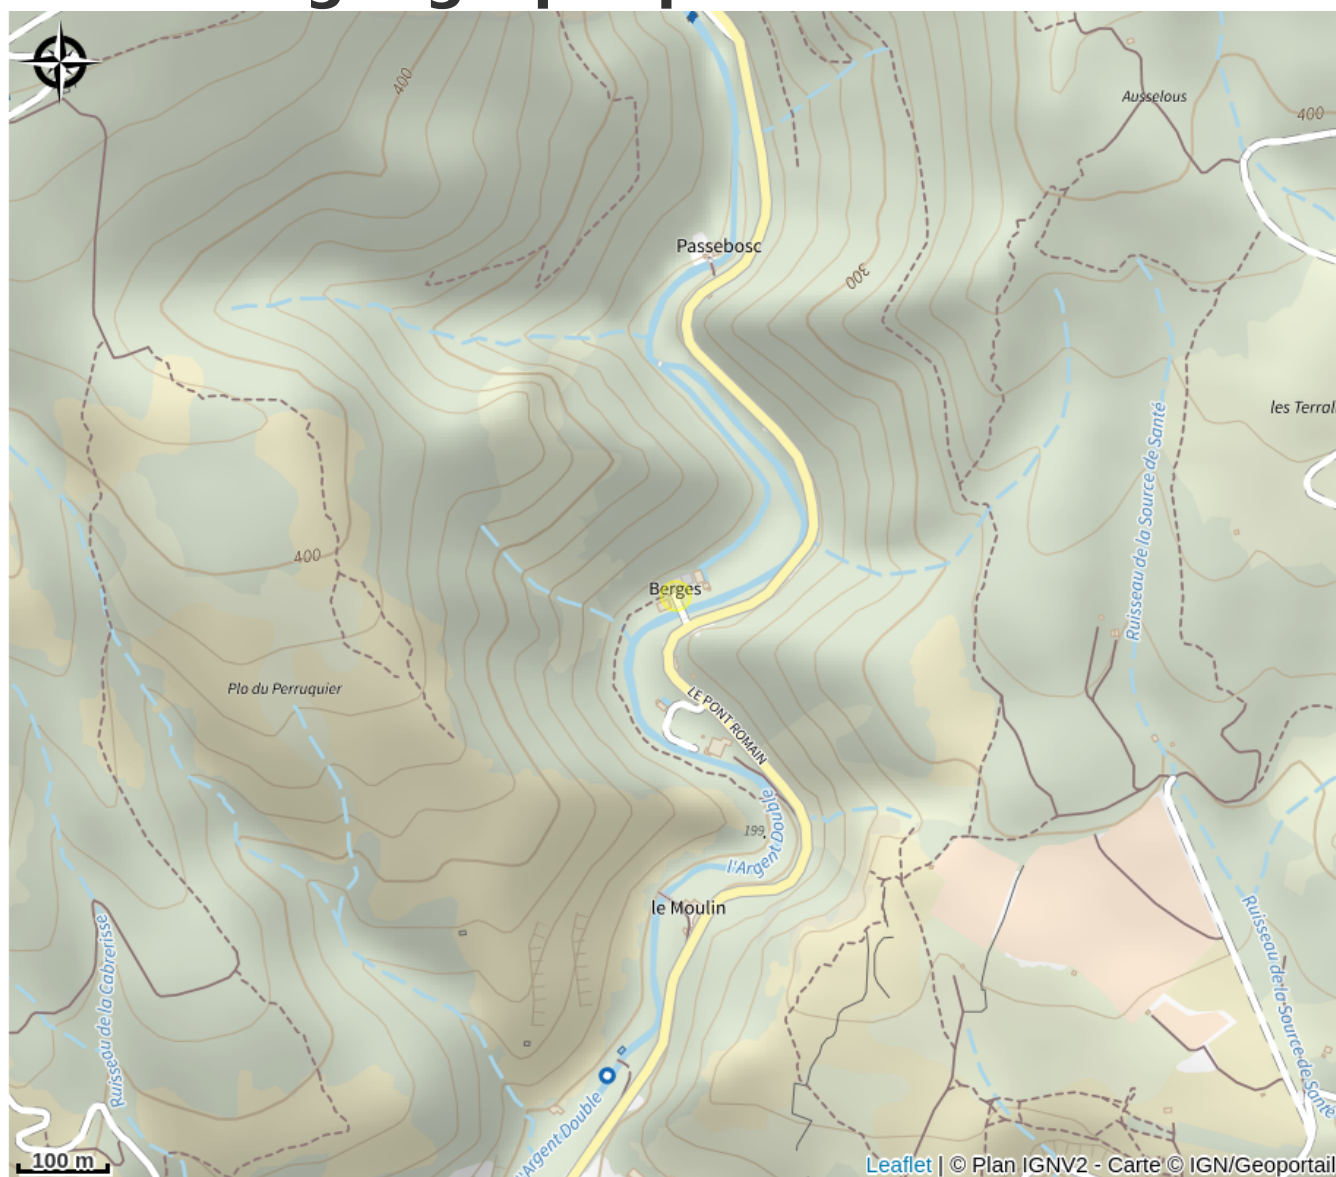 400
Ausselous
400
Passebosc
300
les Terral
Ruisseau de la Source de Santé
400
Berges
Plo du Perruquier
LE PONT ROMAIN
l'Argent Double
199
le Moulin
Ruisseau de la Cabrerisse
Ruisseau de la Source de Santé
l'Argent Double
100 m
Leaflet | © Plan IGNV2 - Carte © IGN/Geoportail